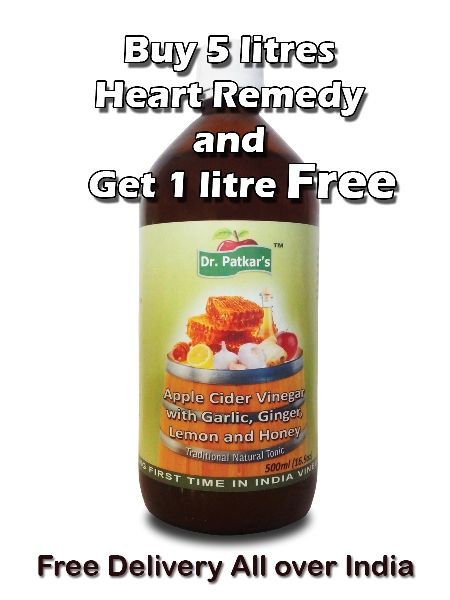 Buy 5 litres
Heart Remedy
and
Get 1 litre Free
Dr. Patkar's TM
Apple Cider Vinegar
with Garlic, Ginger,
Lemon and Honey
Traditional Natural Tonic
500ml
FIRST TIME IN INDIA
Free Delivery All over India